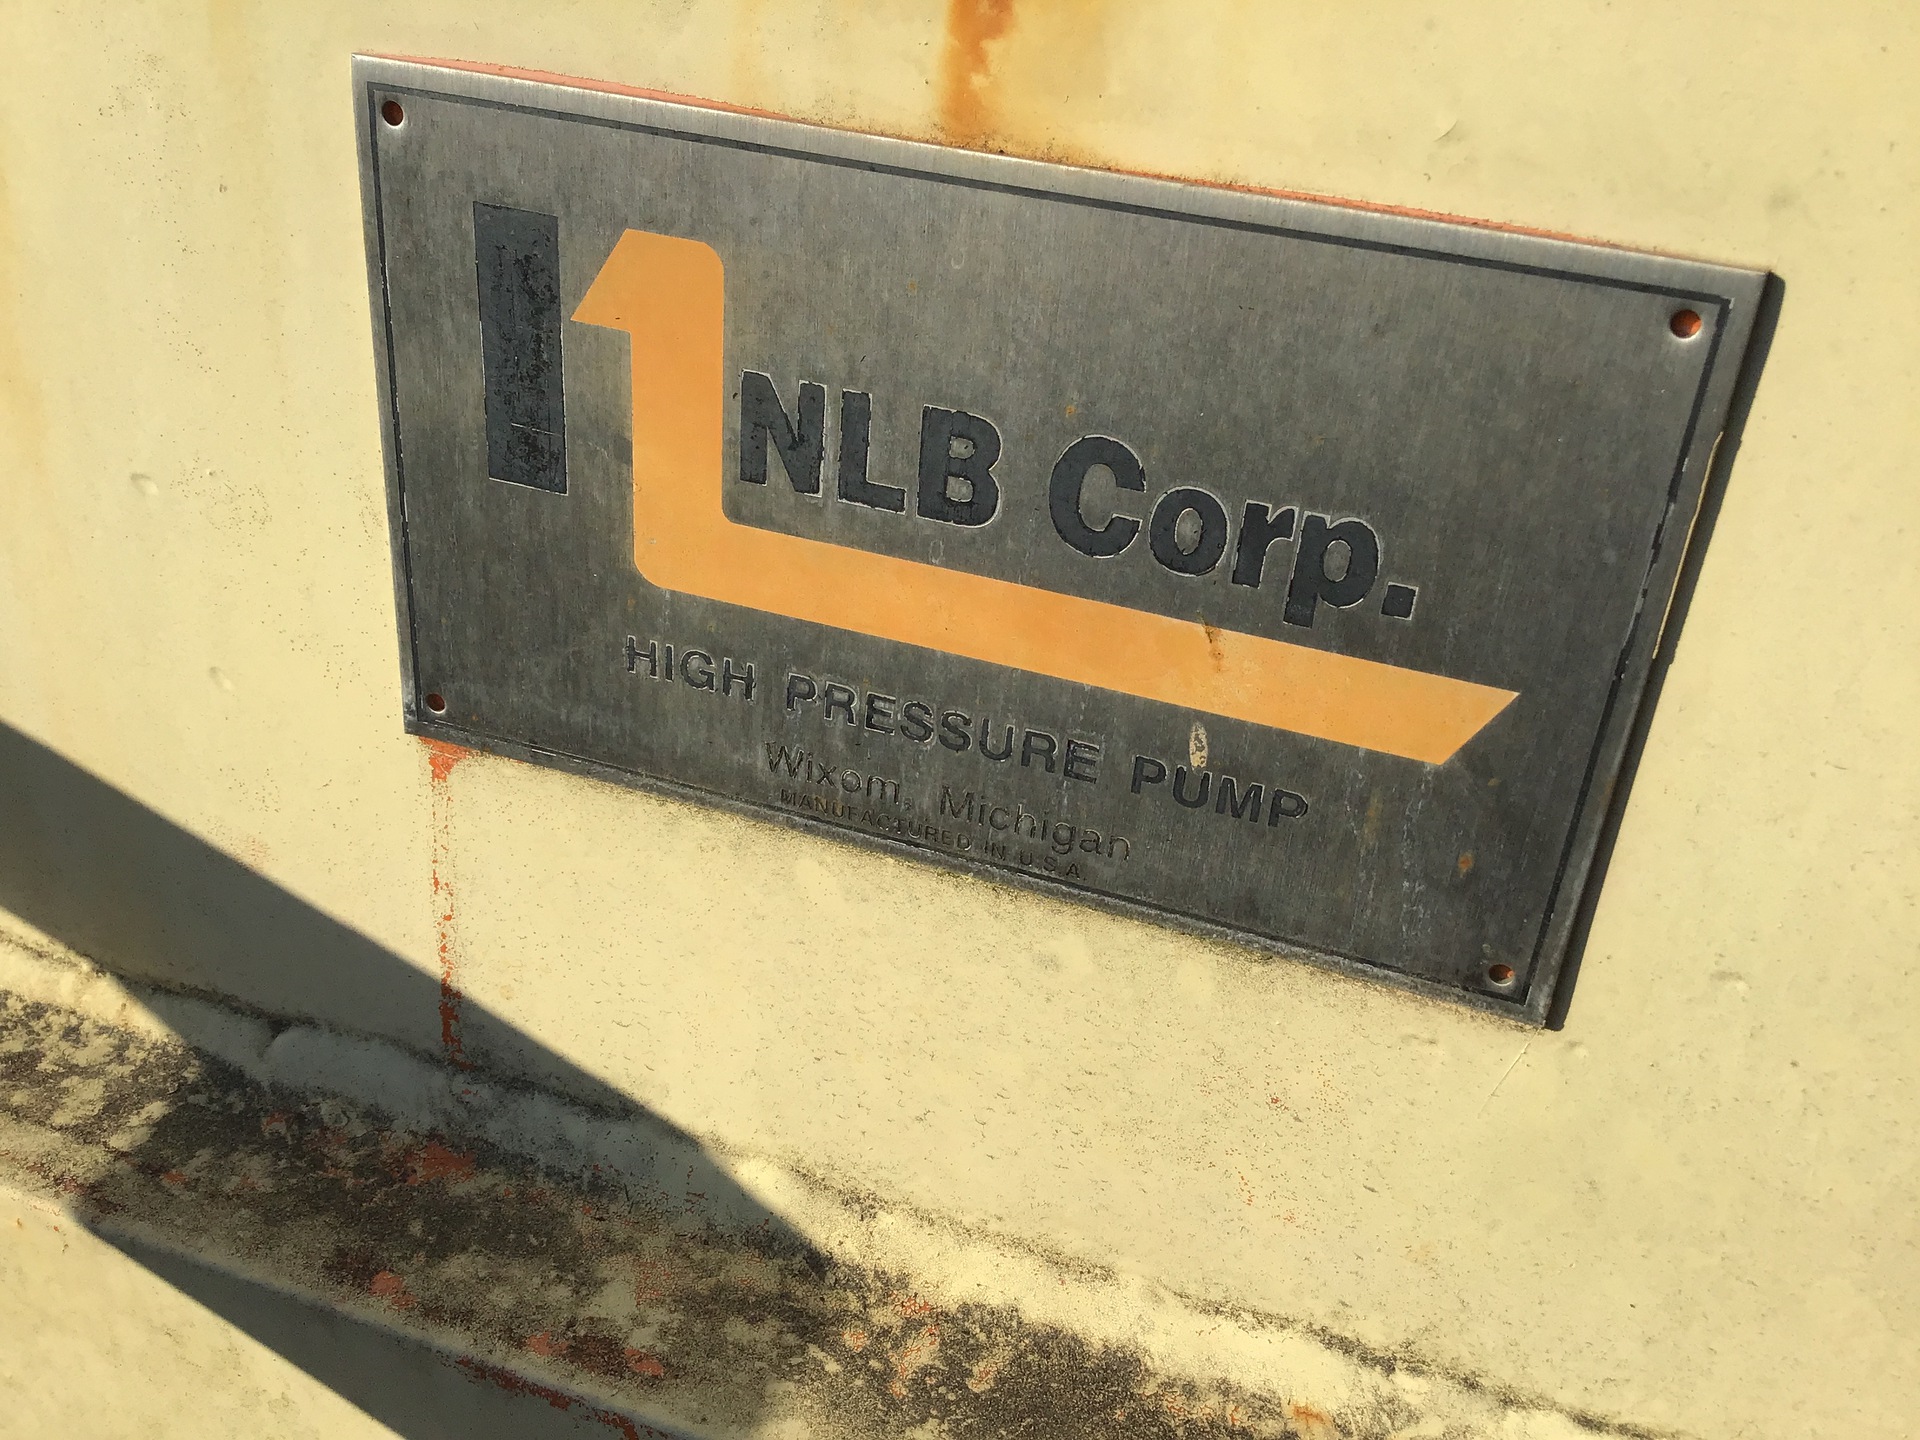 NLB Corp.
HIGH PRESSURE PUMP
Wixom, Michigan
MANUFACTURED IN U.S.A.